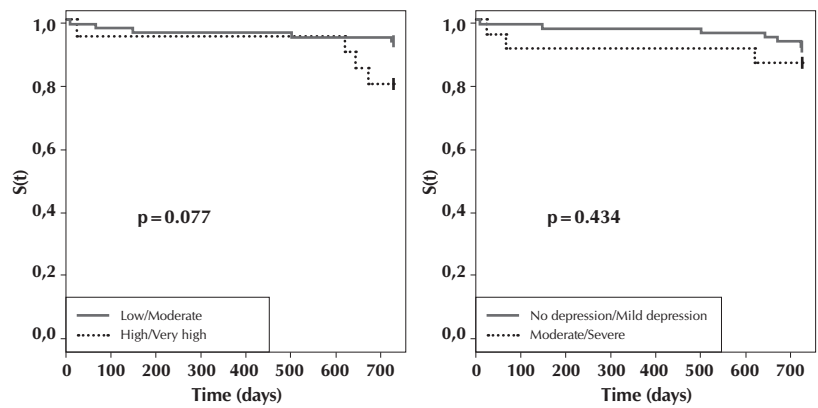 1,0
0,8
0,6
0,4
0,2
0,0
S(t)
p=0.077
Low/Moderate
High/Very high
0 100 200 300 400 500 600 700
Time (days)
1,0
0,8
0,6
0,4
0,2
0,0
S(t)
p=0.434
No depression/Mild depression
Moderate/Severe
0 100 200 300 400 500 600 700
Time (days)